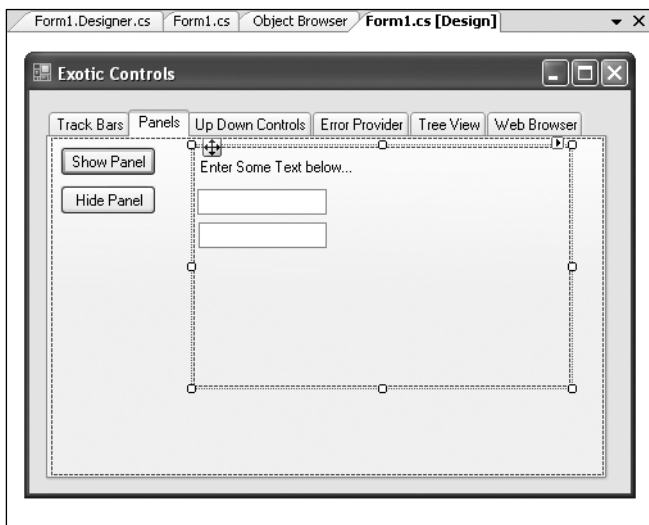 Form1.Designer.cs Form1.cs Object Browser Form1.cs [Design]
Exotic Controls
Track Bars Panels Up Down Controls Error Provider Tree View Web Browser
Show Panel
Enter Some Text below...
Hide Panel